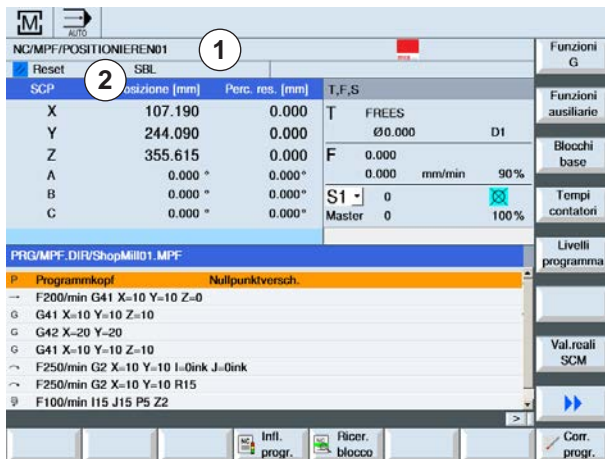 M
AUTO
NC/MPF/POSITIONIEREN01
1
Reset SBL
2
SCP Posizione [mm] Perc. res. [mm] T,F,S
X 107.190 0.000
Y 244.090 0.000
Z 355.615 0.000
A 0.000 ° 0.000°
B 0.000 ° 0.000°
C 0.000 ° 0.000°
T FREES
Ø0.000 D1
F 0.000
0.000 mm/min 90%
S1 0
Master 0 100%
PRG/MPF.DIR/ShopMill01.MPF
P Programmkopf Nullpunktversch.
→ F200/min G41 X=10 Y=10 Z=0
G G41 X=10 Y=10 Z=10
G G42 X=20 Y=20
G G41 X=10 Y=10 Z=10
F250/min G2 X=10 Y=10 I=0ink J=0ink
F250/min G2 X=10 Y=10 R15
F100/min I15 J15 P5 Z2
>
Funzioni
G
Funzioni
ausiliarie
Blocchi
base
Tempi
contatori
Livelli
programma
Val.reali
SCM
NC
Infl.
progr.
NC
Ricer.
blocco
Corr.
progr.